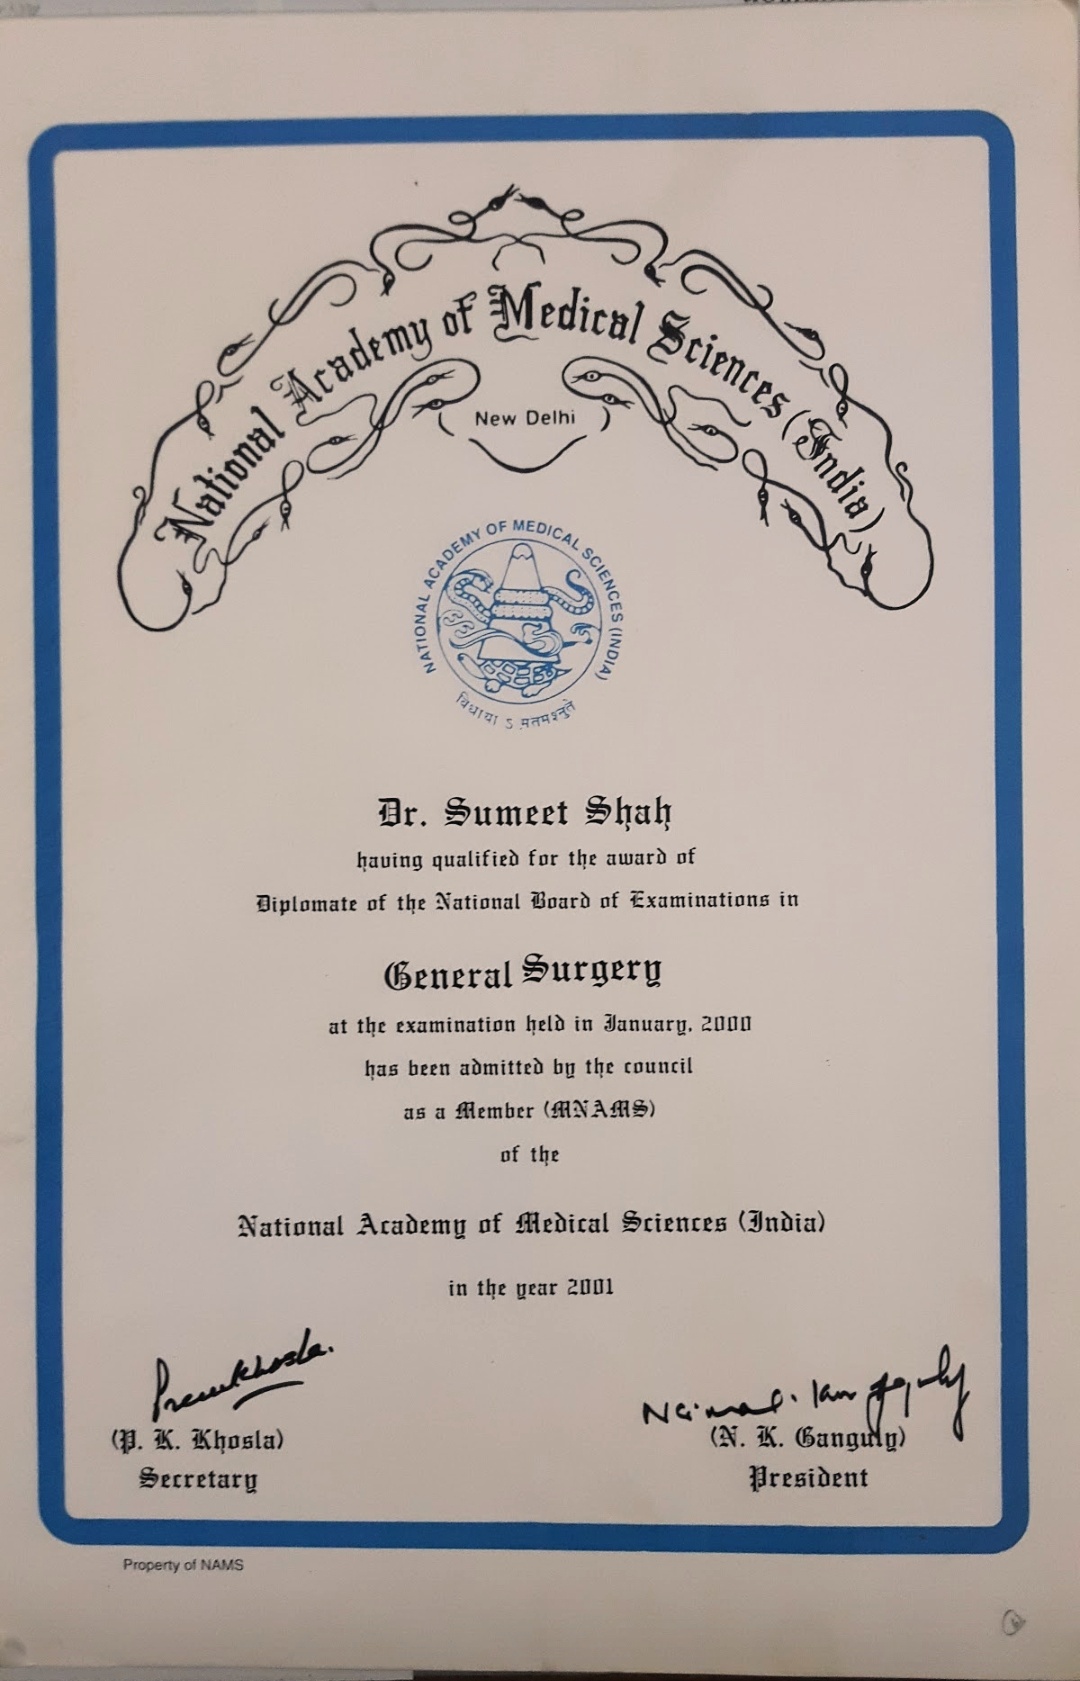 National Academy of Medical Sciences (India)
New Delhi
NATIONAL ACADEMY OF MEDICAL SCIENCES (INDIA)
विद्यया ऽ मृतमश्नुते
Dr. Sumeet Shah
having qualified for the award of
Diplomate of the National Board of Examinations in
General Surgery
at the examination held in January, 2000
has been admitted by the council
as a Member (MNAMS)
of the
National Academy of Medical Sciences (India)
in the year 2001
(P. K. Khosla)
Secretary
(N. K. Ganguly)
President
Property of NAMS